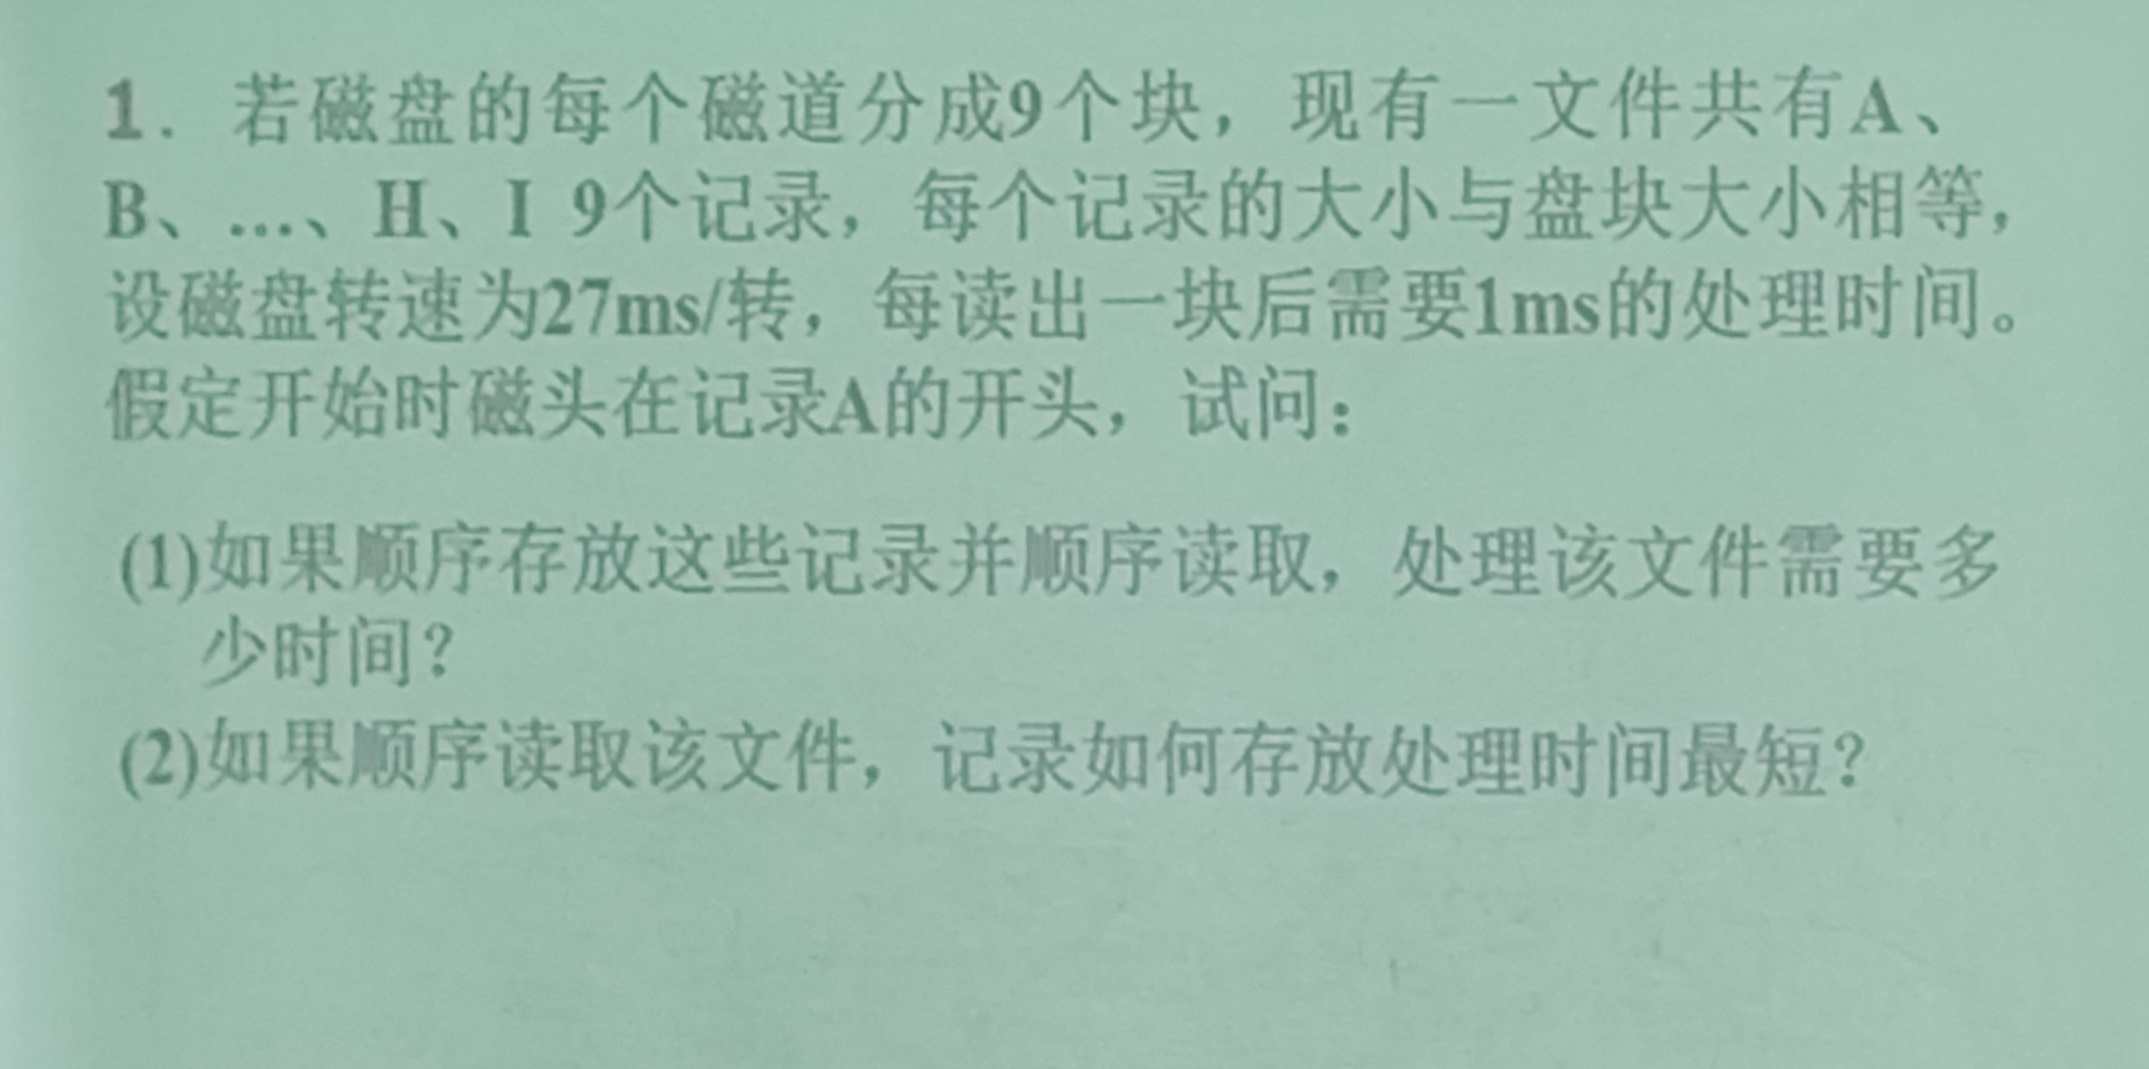 1. 若磁盘的每个磁道分成9个块，现有一文件共有A、
B、…、H、I 9个记录，每个记录的大小与盘块大小相等，
设磁盘转速为27ms/转，每读出一块后需要1ms的处理时间。
假定开始时磁头在记录A的开头，试问：
(1)如果顺序存放这些记录并顺序读取，处理该文件需要多
少时间？
(2)如果顺序读取该文件，记录如何存放处理时间最短？